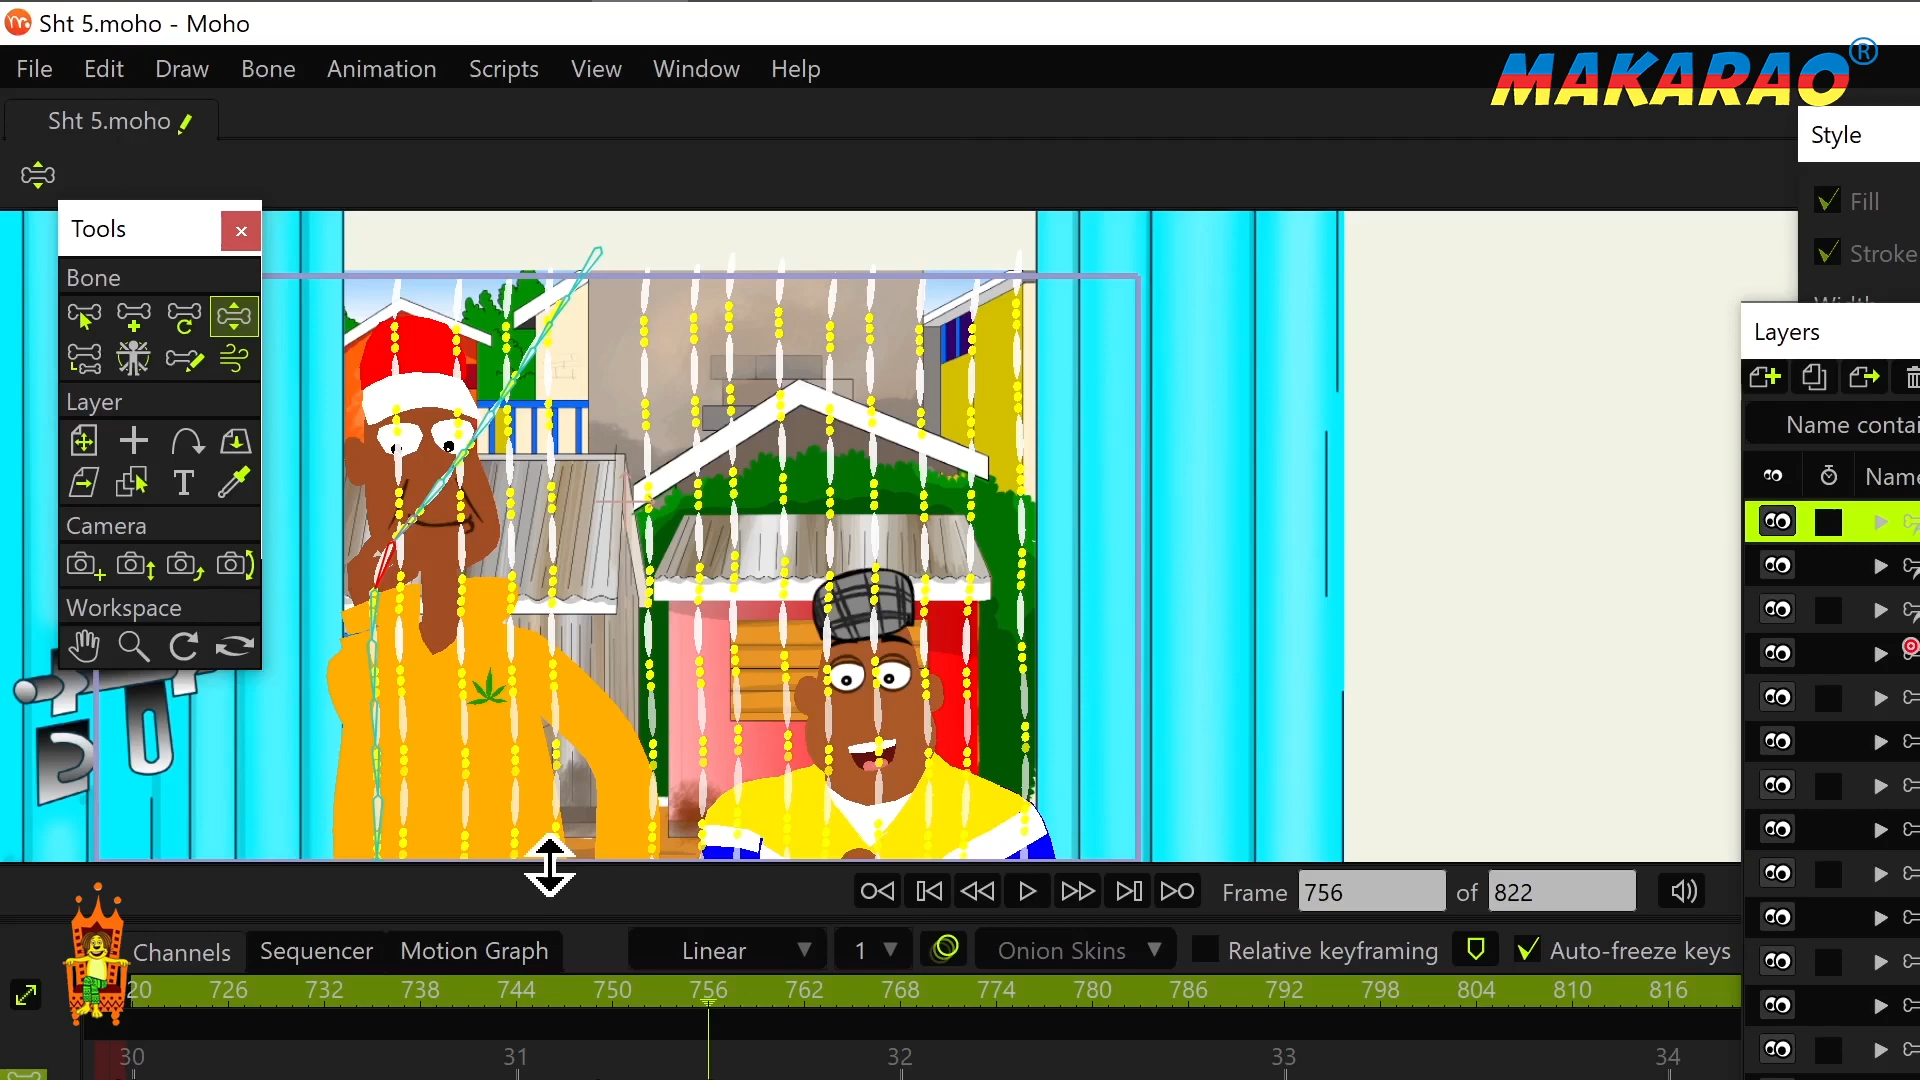 Sht 5.moho - Moho
File Edit Draw Bone Animation Scripts View Window Help
MAKARAO®
Sht 5.moho
Style
Tools
Fill
Bone
Stroke
Layers
Layer
Name
Camera
Workspace
T
Frame 756 of 822
Channels Sequencer Motion Graph Linear 1 Onion Skins Relative keyframing Auto-freeze keys
20 726 732 738 744 750 756 762 768 774 780 786 792 798 804 810 816
30 31 32 33 34